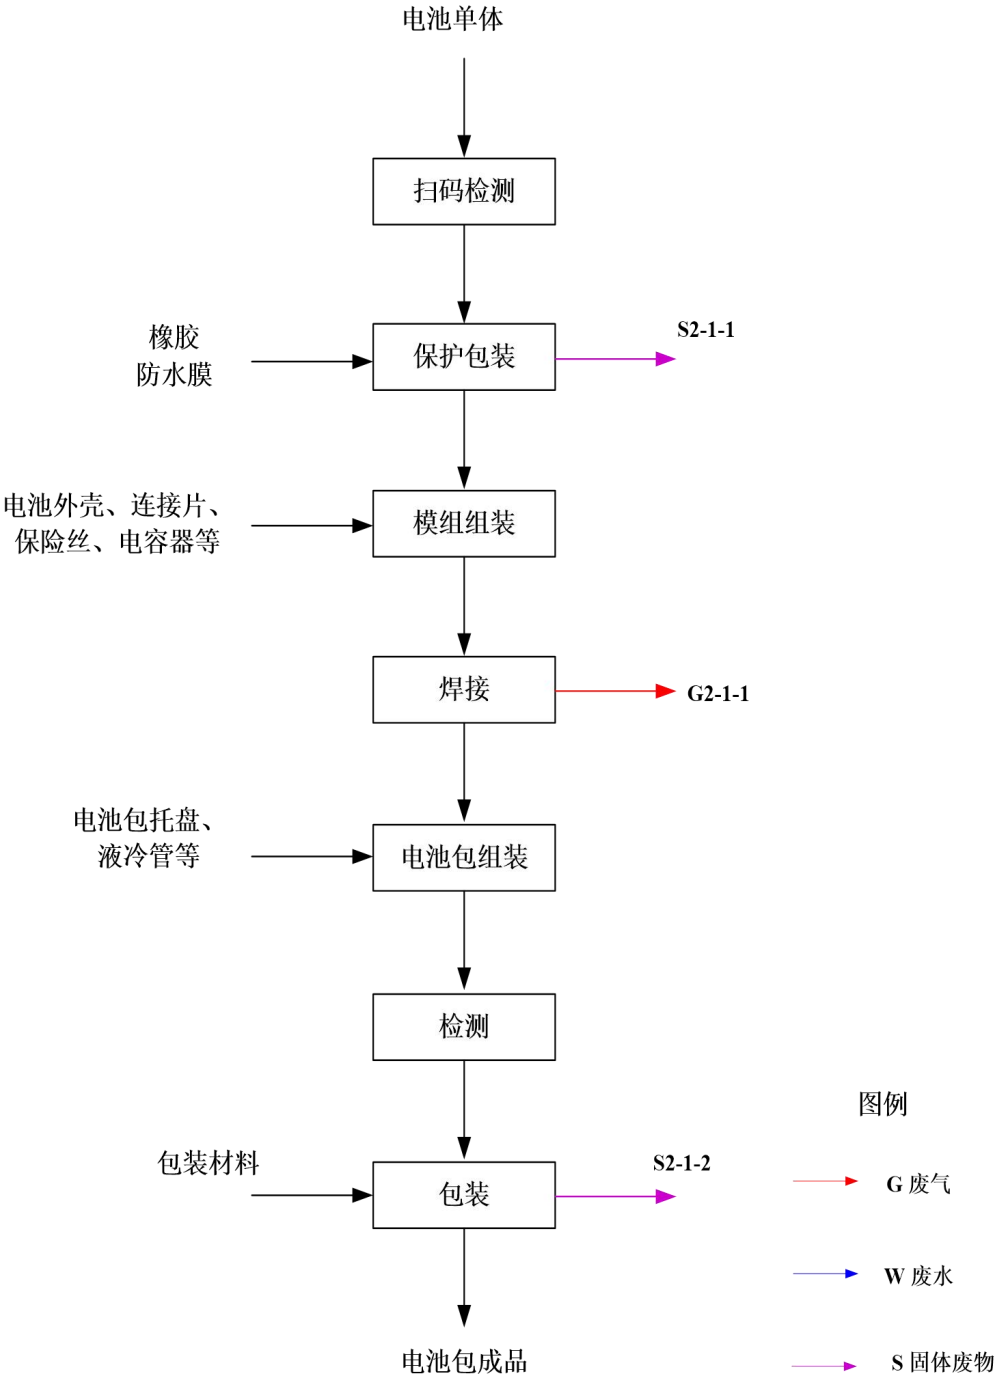 电池单体
扫码检测
橡胶
防水膜
保护包装
S2-1-1
电池外壳、连接片、
保险丝、电容器等
模组组装
焊接
G2-1-1
电池包托盘、
液冷管等
电池包组装
检测
包装材料
包装
S2-1-2
电池包成品
图例
G 废气
W 废水
S 固体废物